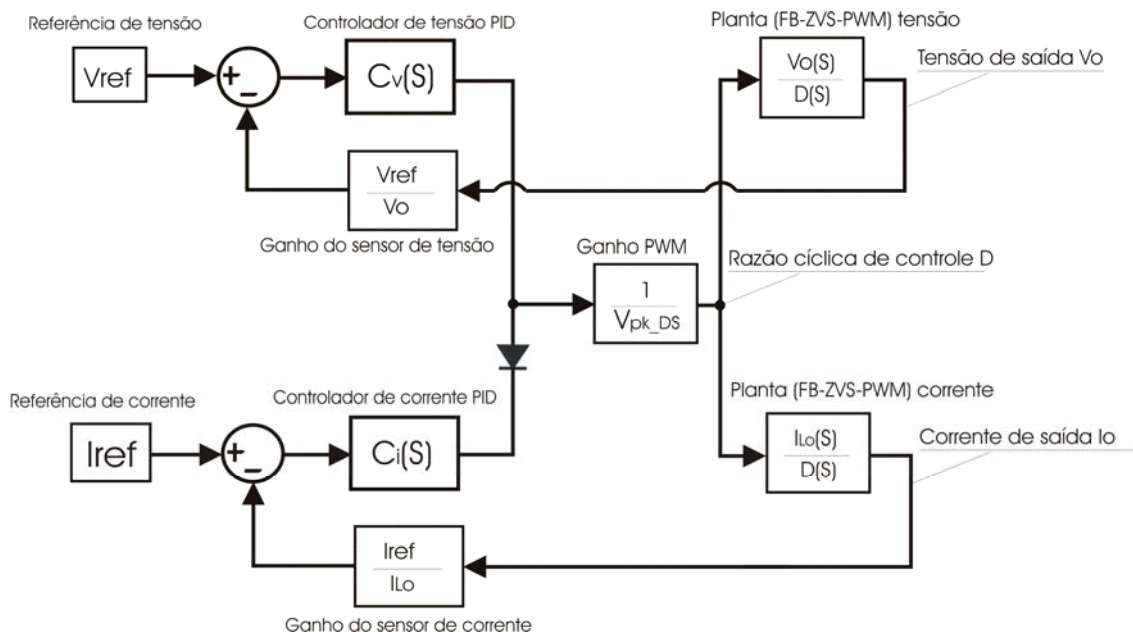 Referência de tensão
Controlador de tensão PID
Planta (FB-ZVS-PWM) tensão
Tensão de saída Vo
Vref
+
-
Cv(S)
Vo(S)
D(S)
Vref
Vo
Ganho do sensor de tensão
Ganho PWM
1
Vpk_DS
Razão cíclica de controle D
Referência de corrente
Controlador de corrente PID
Planta (FB-ZVS-PWM) corrente
Corrente de saída Io
Iref
+
-
Ci(S)
ILo(S)
D(S)
Iref
ILo
Ganho do sensor de corrente